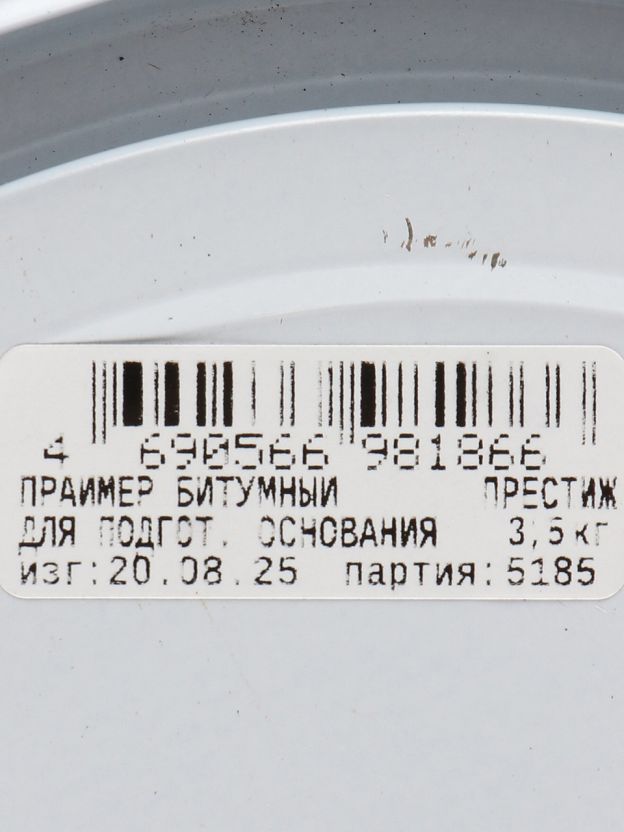 4 690566 981866
ПРАЙМЕР БИТУМНЫЙ ПРЕСТИЖ
ДЛЯ ПОДГОТ. ОСНОВАНИЯ 3,5кг
изг:20.08.25 партия:5185